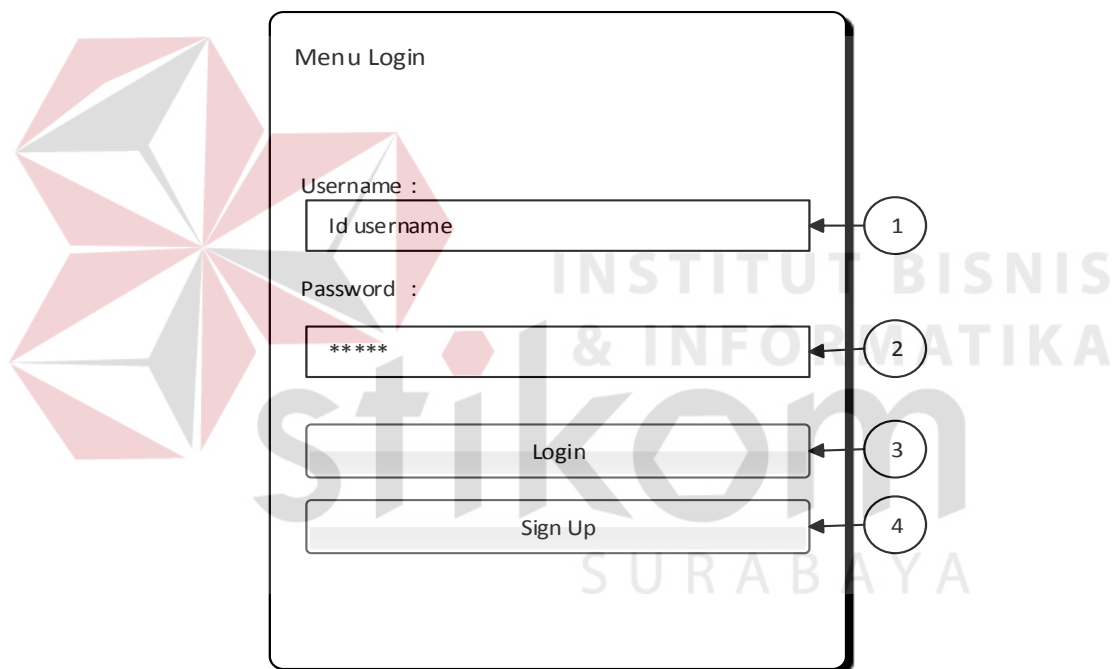 Menu Login
Username :
Id username
1
INSTITUT BISNIS
Password :
& INFORMATIKA
*****
2
stikom
Login
3
Sign Up
4
SURABAYA